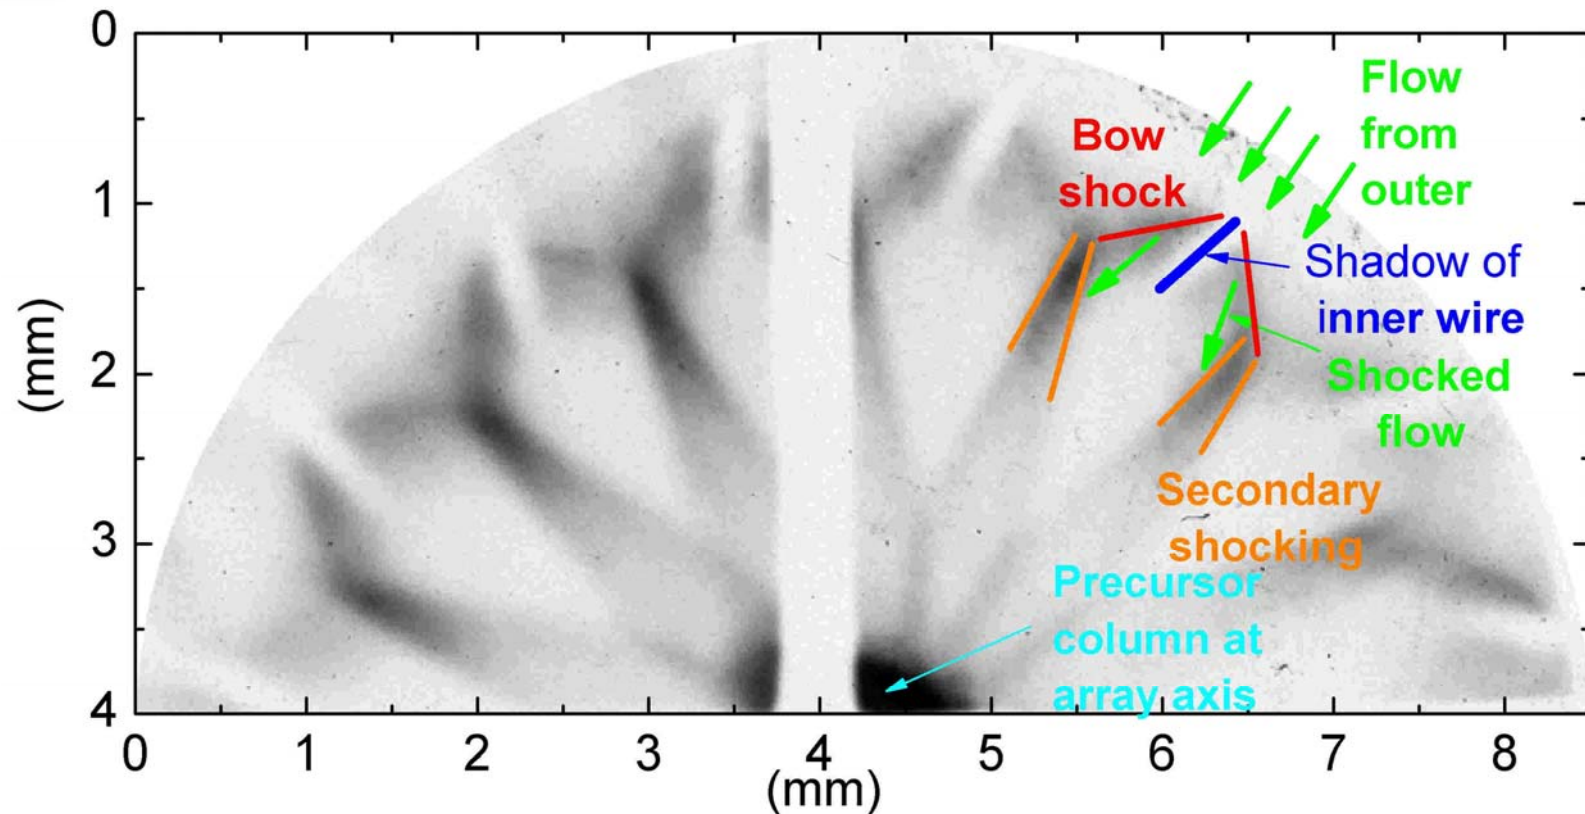 0
1
2
3
4
(mm)
Bow
shock
Flow
from
outer
Shadow of
inner wire
Shocked
flow
Secondary
shocking
Precursor
column at
array axis
0 1 2 3 4 5 6 7 8
(mm)